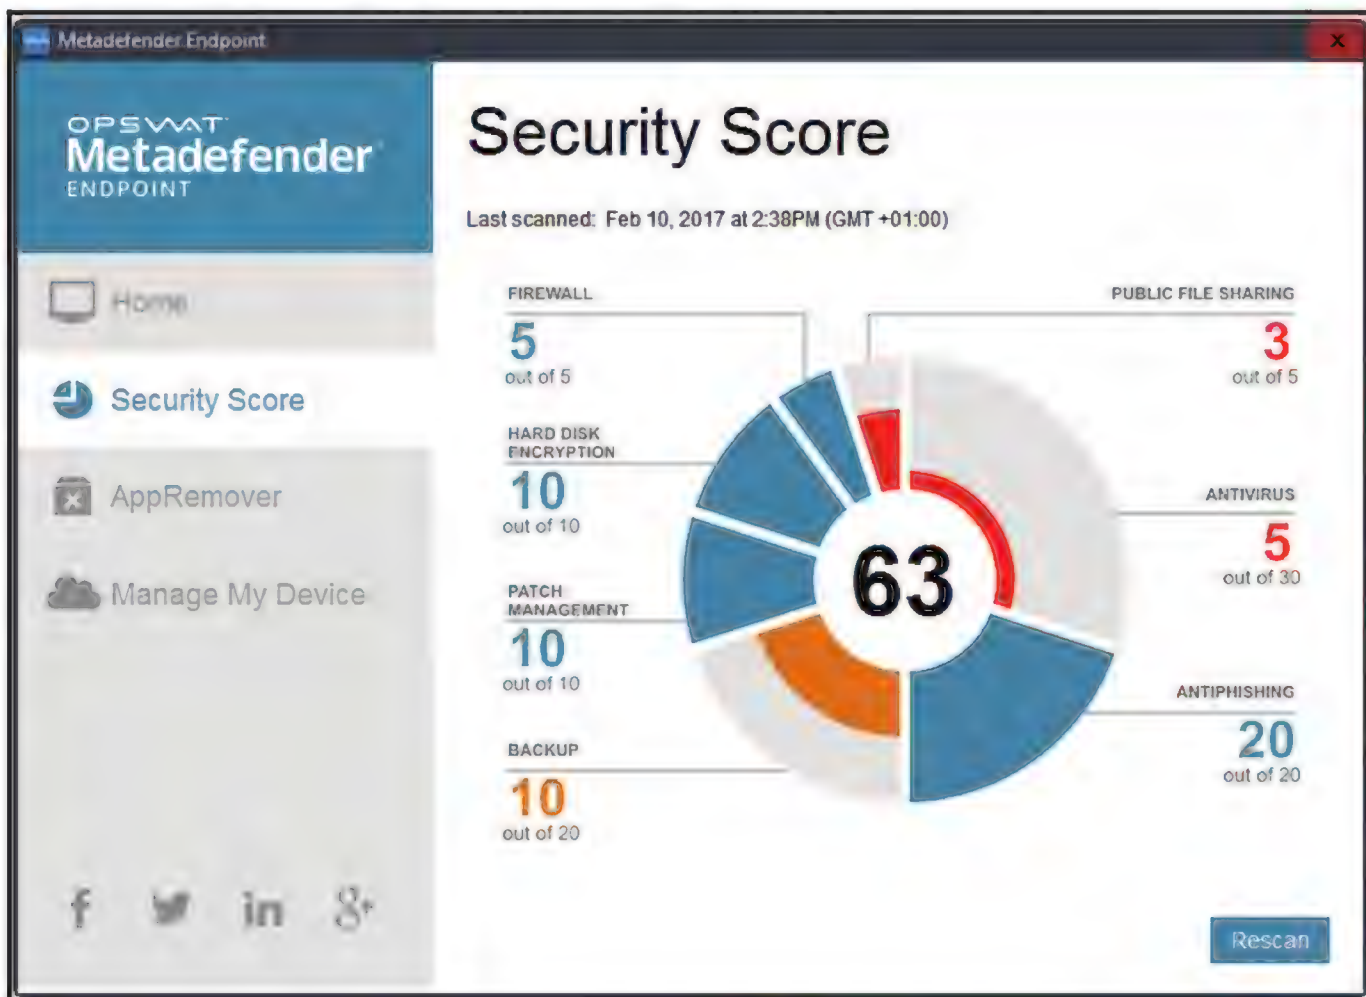 Metadefender Endpoint
X
OPSWAT
Metadefender
ENDPOINT
Home
Security Score
AppRemover
Manage My Device
f
in
g+
Security Score
Last scanned: Feb 10, 2017 at 2:38PM (GMT +01:00)
FIREWALL
5
out of 5
HARD DISK
ENCRYPTION
10
out of 10
PATCH
MANAGEMENT
10
out of 10
BACKUP
10
out of 20
63
PUBLIC FILE SHARING
3
out of 5
ANTIVIRUS
5
out of 30
ANTIPHISHING
20
out of 20
Rescan